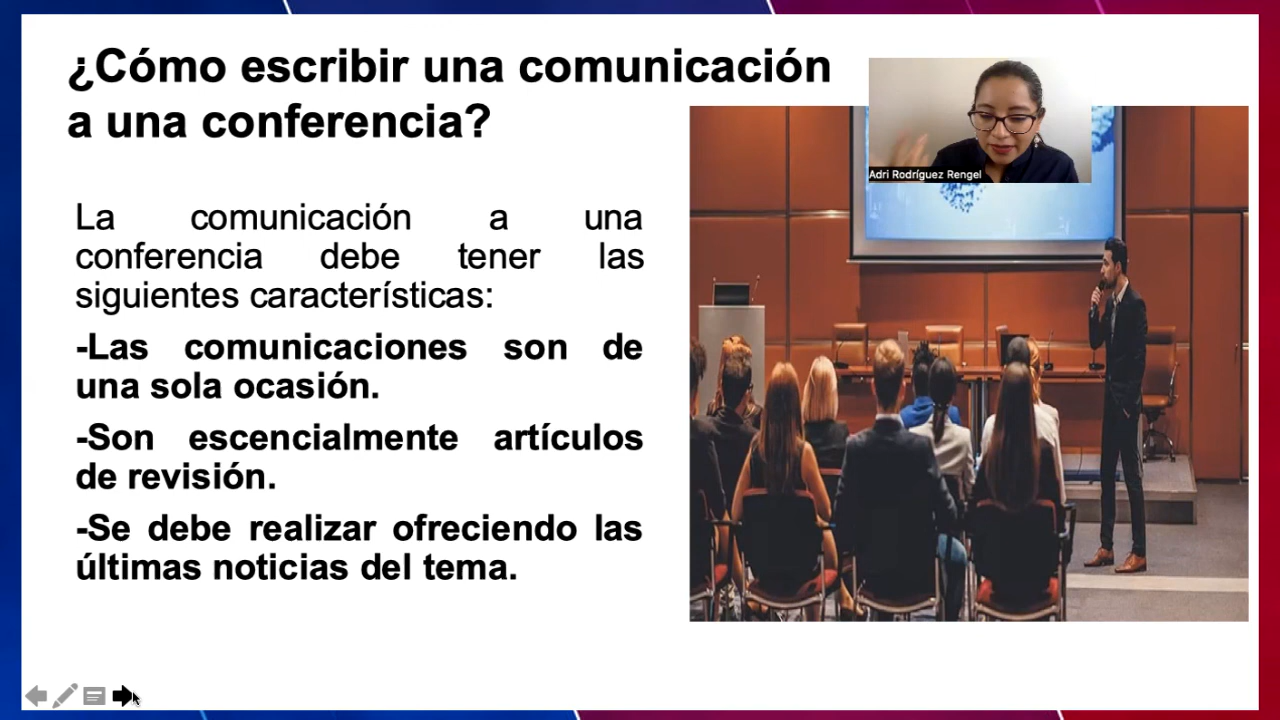 ¿Cómo escribir una comunicación
a una conferencia?
Adri Rodríguez Rengel
La comunicación a una
conferencia debe tener las
siguientes características:
-Las comunicaciones son de
una sola ocasión.
-Son escencialmente artículos
de revisión.
-Se debe realizar ofreciendo las
últimas noticias del tema.